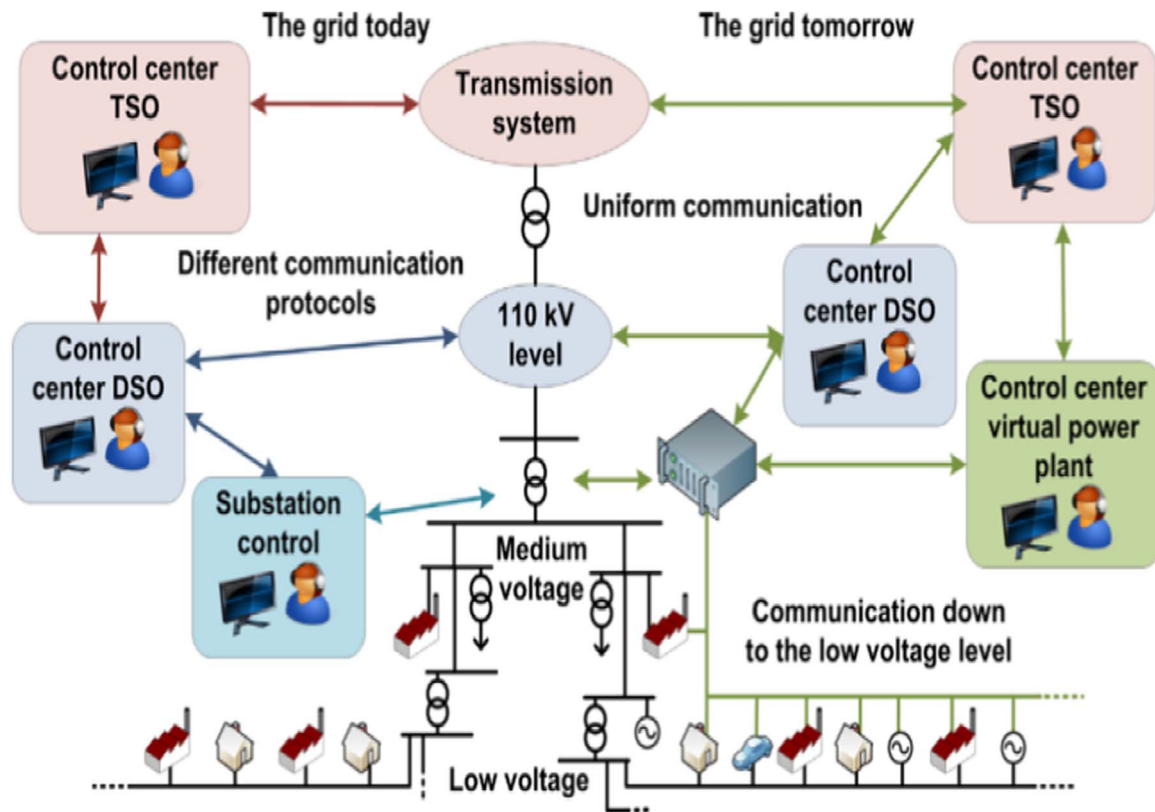 The grid today
The grid tomorrow
Control center
TSO
Transmission
system
Control center
TSO
Different communication
protocols
Uniform communication
Control
center DSO
110 kV
level
Control
center DSO
Substation
control
Control center
virtual power
plant
Medium
voltage
Communication down
to the low voltage level
Low voltage